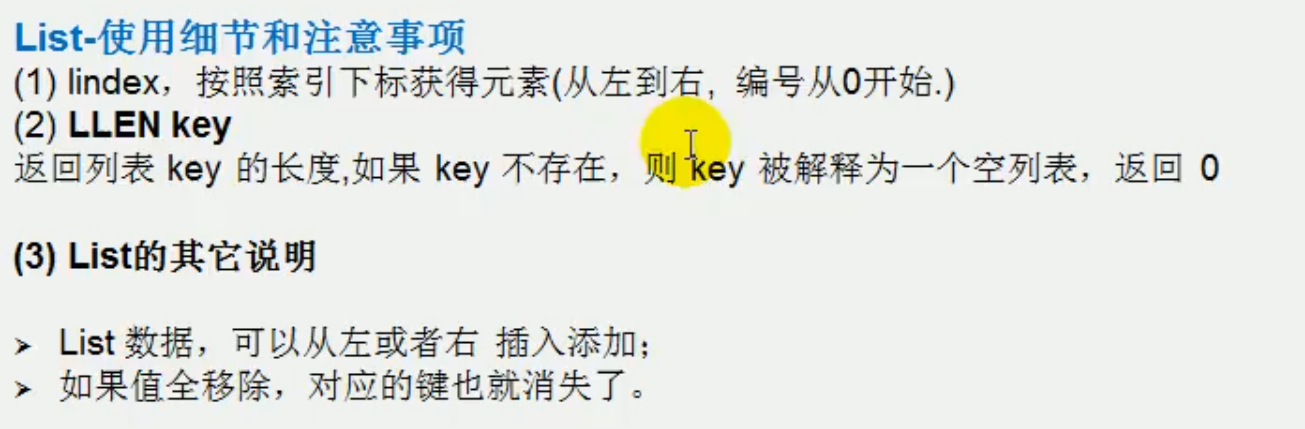 List-使用细节和注意事项
(1) lindex，按照索引下标获得元素(从左到右, 编号从0开始.)
(2) LLEN key
返回列表 key 的长度,如果 key 不存在，则 key 被解释为一个空列表，返回 0
(3) List的其它说明
➢ List 数据，可以从左或者右 插入添加;
➢ 如果值全移除，对应的键也就消失了。